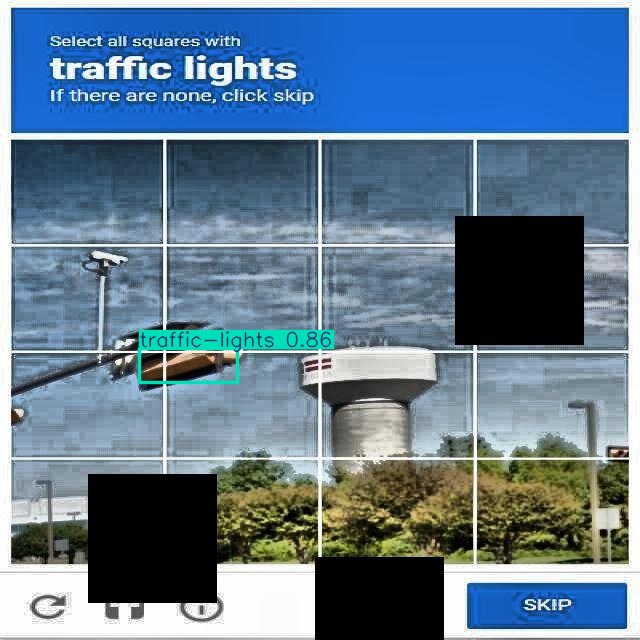 Select all squares with
traffic lights
If there are none, click skip
traffic-lights 0.86
SKIP